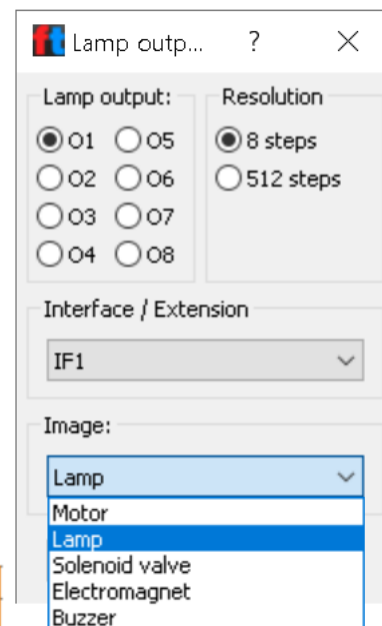 ft Lamp outp... ?
Lamp output: Resolution
O1 O5 8 steps
O2 O6 512 steps
O3 O7
O4 O8
Interface / Extension
IF1
Image:
Lamp
Motor
Lamp
Solenoid valve
Electromagnet
Buzzer